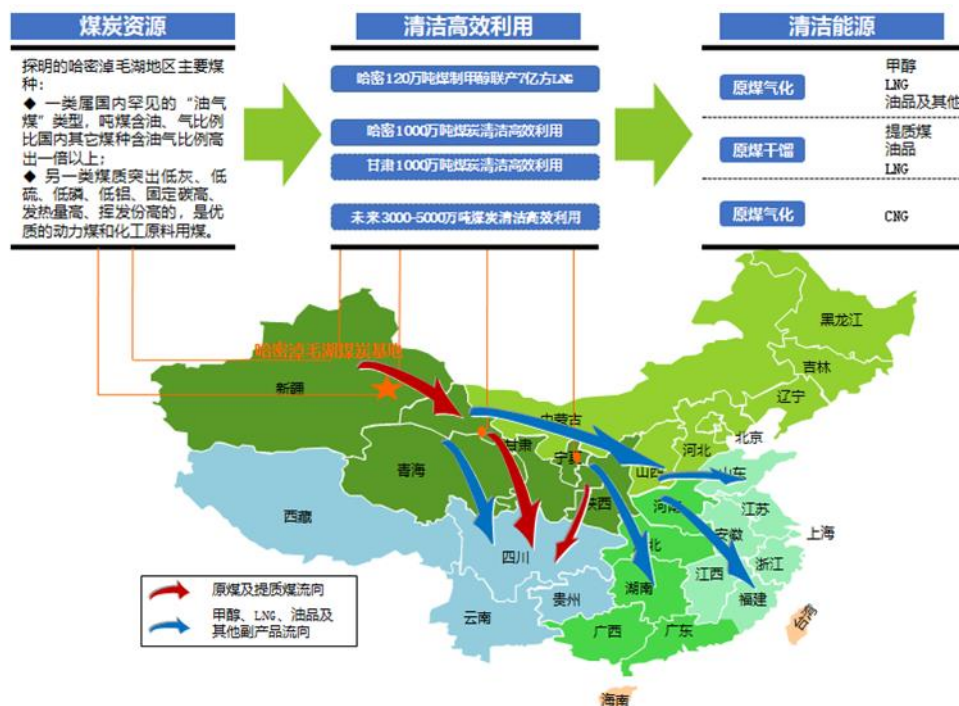 煤炭资源
清洁高效利用
清洁能源
探明的哈密淖毛湖地区主要煤
种：
◆ 一类属国内罕见的“油气
煤”类型，吨煤含油、气比例
比国内其它煤种含油气比例高
出一倍以上；
◆ 另一类煤质突出低灰、低
硫、低磷、低铝、固定碳高、
发热量高、挥发份高的，是优
质的动力煤和化工原料用煤。
哈密120万吨煤制甲醇联产7亿方LNG
哈密1000万吨煤炭清洁高效利用
甘肃1000万吨煤炭清洁高效利用
未来3000-5000万吨煤炭清洁高效利用
原煤气化
甲醇
LNG
油品及其他
原煤干馏
提质煤
油品
LNG
原煤气化
CNG
哈密淖毛湖煤炭基地
黑龙江
吉林
辽宁
新疆
内蒙古
北京
河北
甘肃
宁夏
山西
山东
青海
陕西
河南
江苏
西藏
安徽
上海
四川
北
浙江
江西
湖南
贵州
福建
云南
广西
广东
台湾
海南
原煤及提质煤流向
甲醇、LNG、油品及
其他副产品流向